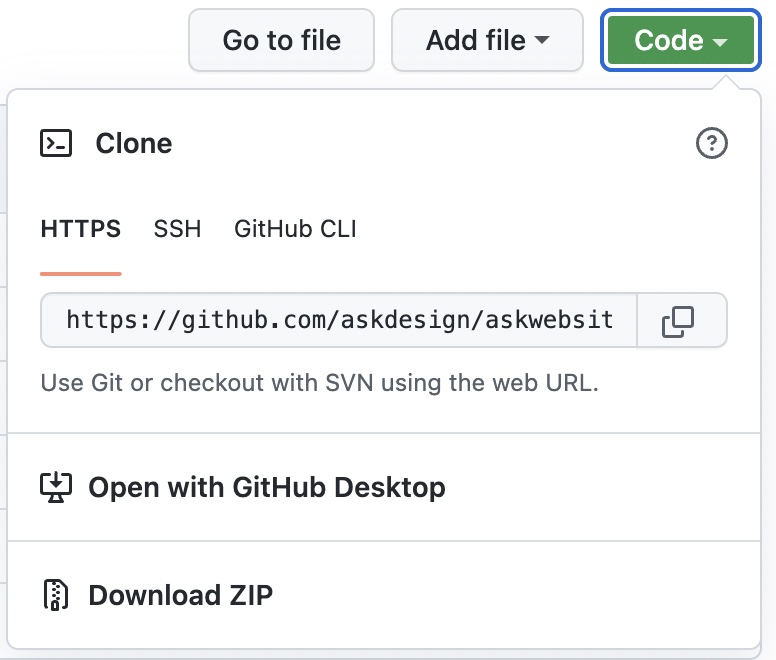 Go to file Add file Code
Clone
HTTPS SSH GitHub CLI
https://github.com/askdesign/askwebsit
Use Git or checkout with SVN using the web URL.
Open with GitHub Desktop
Download ZIP